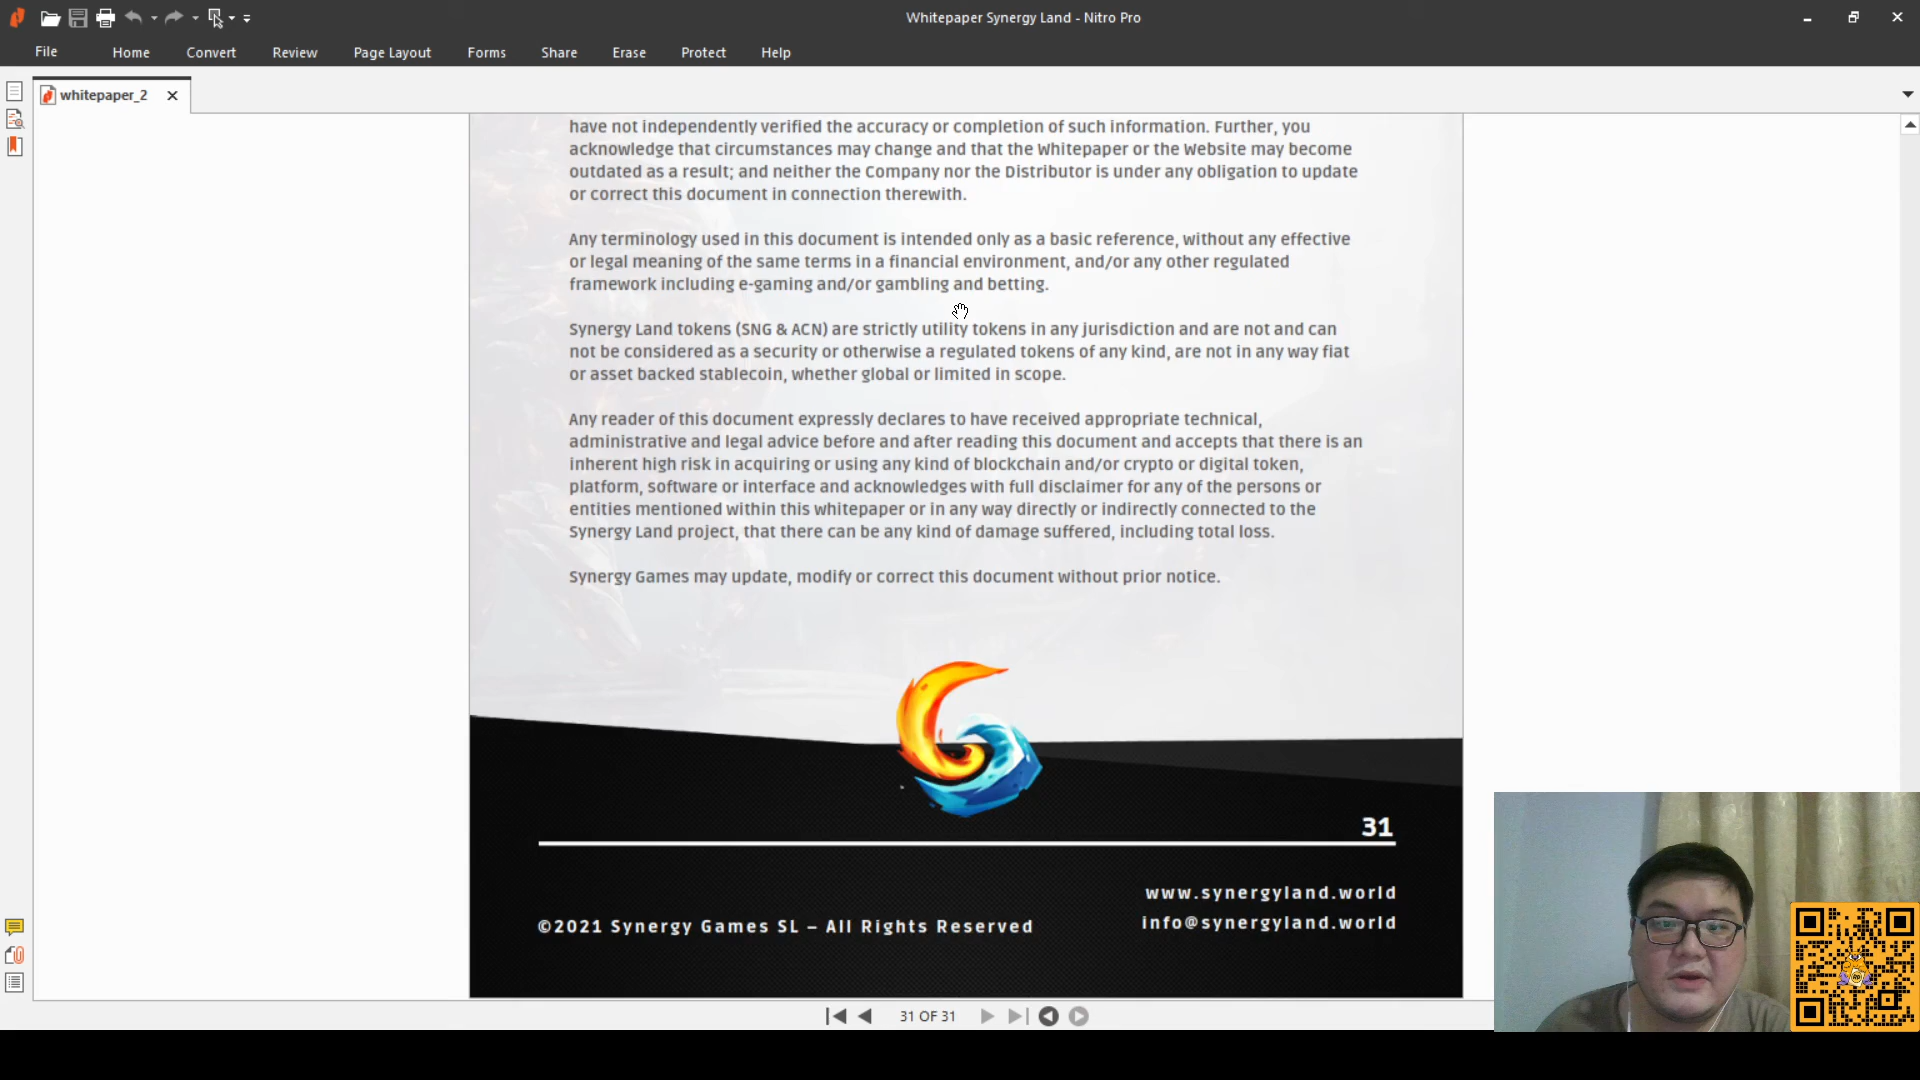 Whitepaper Synergy Land - Nitro Pro
File Home Convert Review Page Layout Forms Share Erase Protect Help
whitepaper_2
have not independently verified the accuracy or completion of such information. Further, you
acknowledge that circumstances may change and that the Whitepaper or the Website may become
outdated as a result; and neither the Company nor the Distributor is under any obligation to update
or correct this document in connection therewith.
Any terminology used in this document is intended only as a basic reference, without any effective
or legal meaning of the same terms in a financial environment, and/or any other regulated
framework including e-gaming and/or gambling and betting.
Synergy Land tokens (SNG & ACN) are strictly utility tokens in any jurisdiction and are not and can
not be considered as a security or otherwise a regulated tokens of any kind, are not in any way fiat
or asset backed stablecoin, whether global or limited in scope.
Any reader of this document expressly declares to have received appropriate technical,
administrative and legal advice before and after reading this document and accepts that there is an
inherent high risk in acquiring or using any kind of blockchain and/or crypto or digital token,
platform, software or interface and acknowledges with full disclaimer for any of the persons or
entities mentioned within this whitepaper or in any way directly or indirectly connected to the
Synergy Land project, that there can be any kind of damage suffered, including total loss.
Synergy Games may update, modify or correct this document without prior notice.
31
www.synergyland.world
©2021 Synergy Games SL – All Rights Reserved
info@synergyland.world
31 OF 31